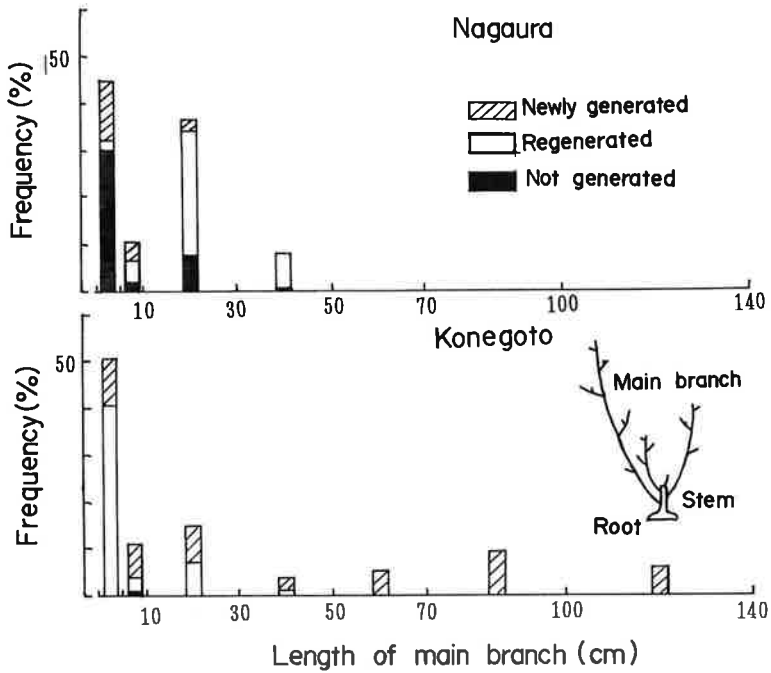 Nagaura
50
Frequency (%)
Newly generated
Regenerated
Not generated
10 30 50 70 100 140
Konegoto
50
Frequency (%)
Main branch
Stem
Root
10 30 50 70 100 140
Length of main branch (cm)